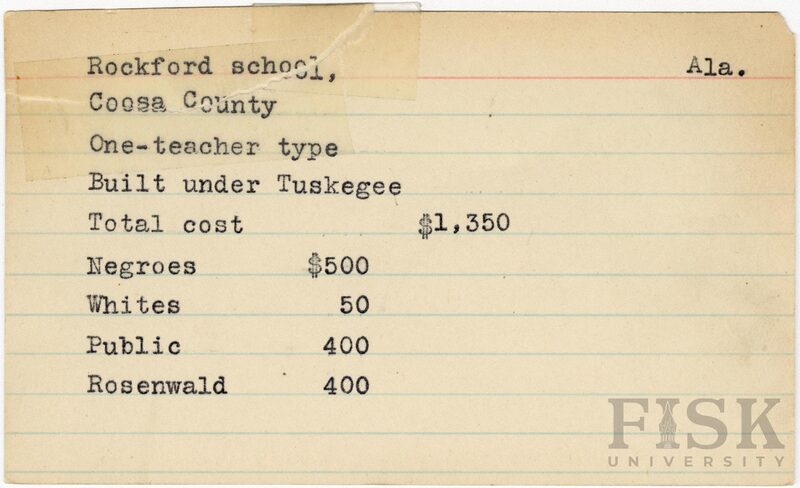 Rockford school, Ala.
Coosa County
One-teacher type
Built under Tuskegee
Total cost $1,350
Negroes $500
Whites 50
Public 400
Rosenwald 400
FISK
UNIVERSITY